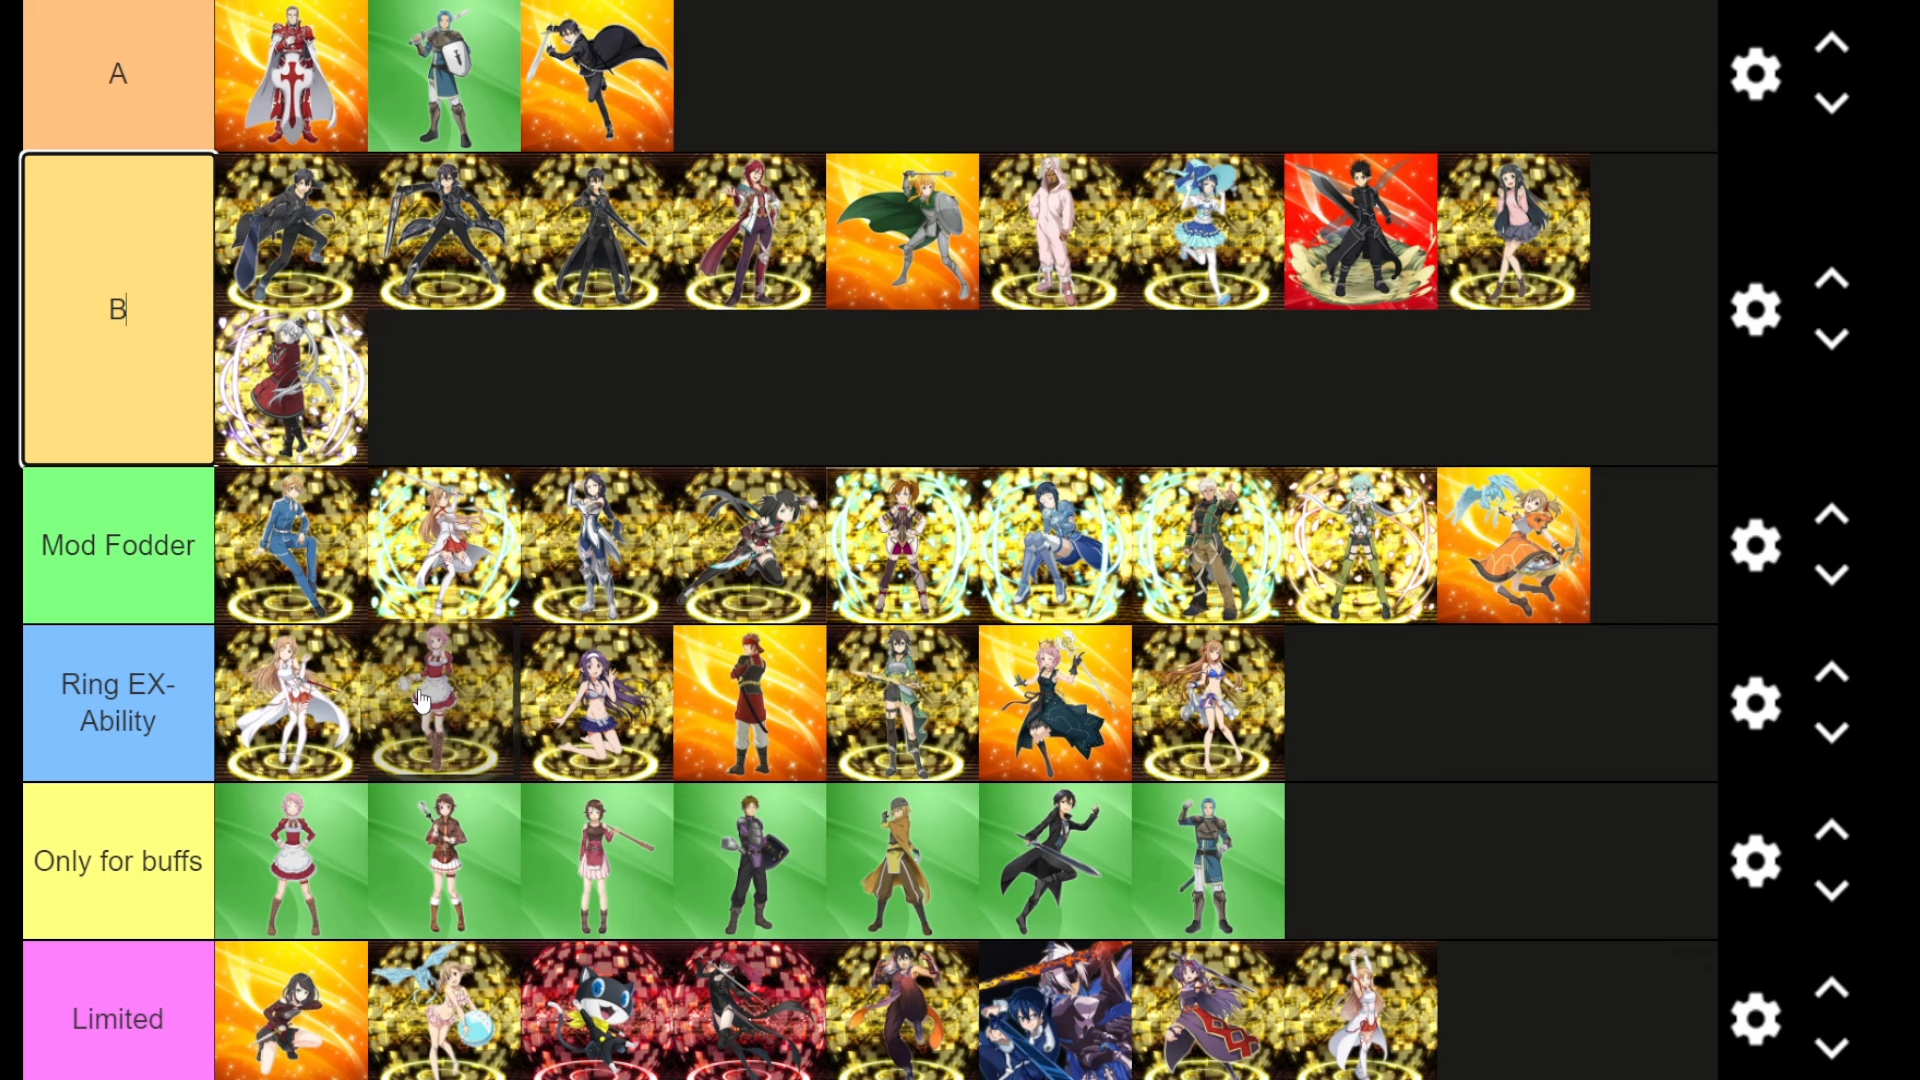 A
B
Mod Fodder
Ring EX-
Ability
Only for buffs
Limited